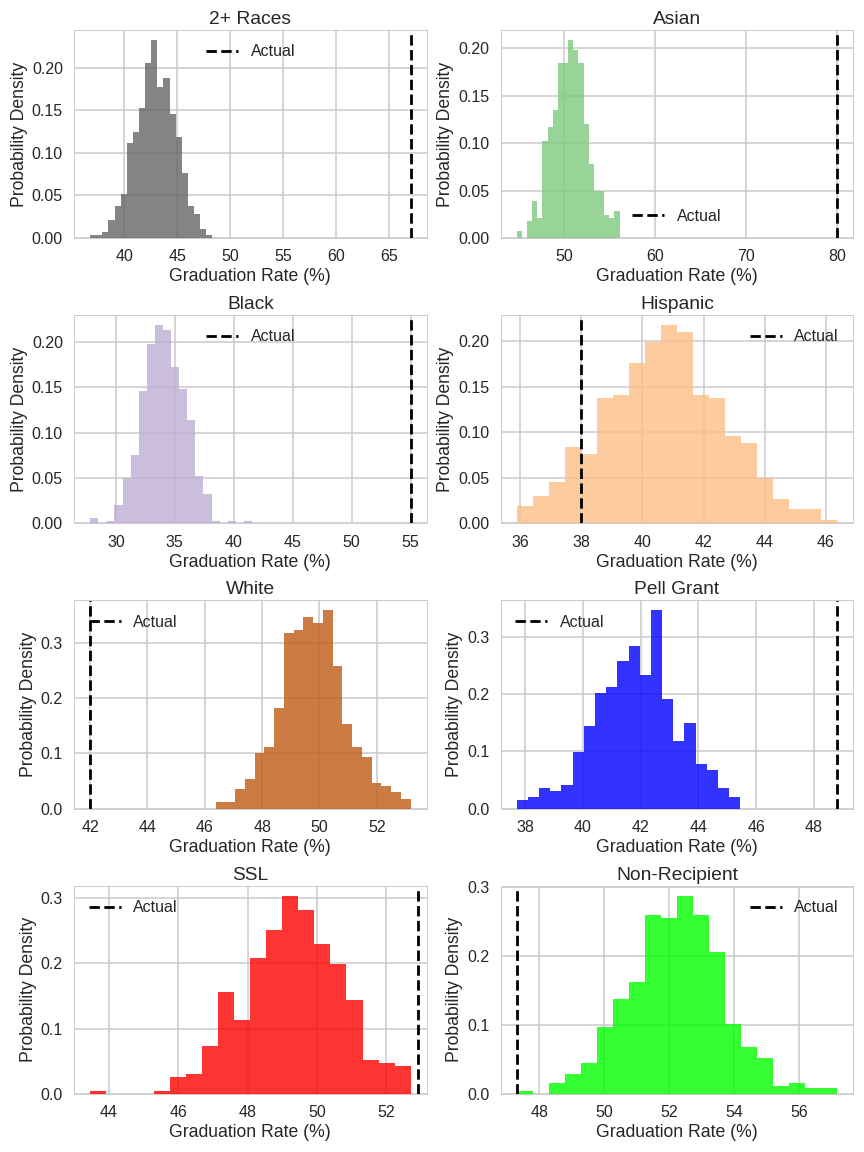 2+ Races
Asian
Probability Density
0.00
0.05
0.10
0.15
0.20
Actual
40 45 50 55 60 65
Graduation Rate (%)
Probability Density
0.00
0.05
0.10
0.15
0.20
Actual
50 60 70 80
Graduation Rate (%)
Black
Hispanic
Probability Density
0.00
0.05
0.10
0.15
0.20
Actual
30 35 40 45 50 55
Graduation Rate (%)
Probability Density
0.00
0.05
0.10
0.15
0.20
Actual
36 38 40 42 44 46
Graduation Rate (%)
White
Pell Grant
Probability Density
0.0
0.1
0.2
0.3
Actual
42 44 46 48 50 52
Graduation Rate (%)
Probability Density
0.0
0.1
0.2
0.3
Actual
38 40 42 44 46 48
Graduation Rate (%)
SSL
Non-Recipient
Probability Density
0.0
0.1
0.2
0.3
Actual
44 46 48 50 52
Graduation Rate (%)
Probability Density
0.0
0.1
0.2
0.3
Actual
48 50 52 54 56
Graduation Rate (%)